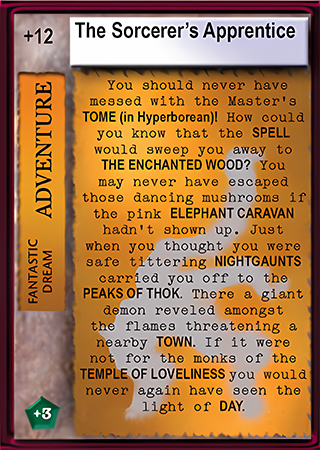 +12
The Sorcerer's Apprentice
ADVENTURE
FANTASTIC
DREAM
You should never have
messed with the Master's
TOME (in Hyperborean)! How could
you know that the SPELL
would sweep you away to
THE ENCHANTED WOOD? You
may never have escaped
those dancing mushrooms if
the pink ELEPHANT CARAVAN
hadn't shown up. Just
when you thought you were
safe tittering NIGHTGAUNTS
carried you off to the
PEAKS OF THOK. There a giant
demon reveled amongst
the flames threatening a
nearby TOWN. If it were
not for the monks of the
TEMPLE OF LOVELINESS you would
never again have seen the
light of DAY.
+3